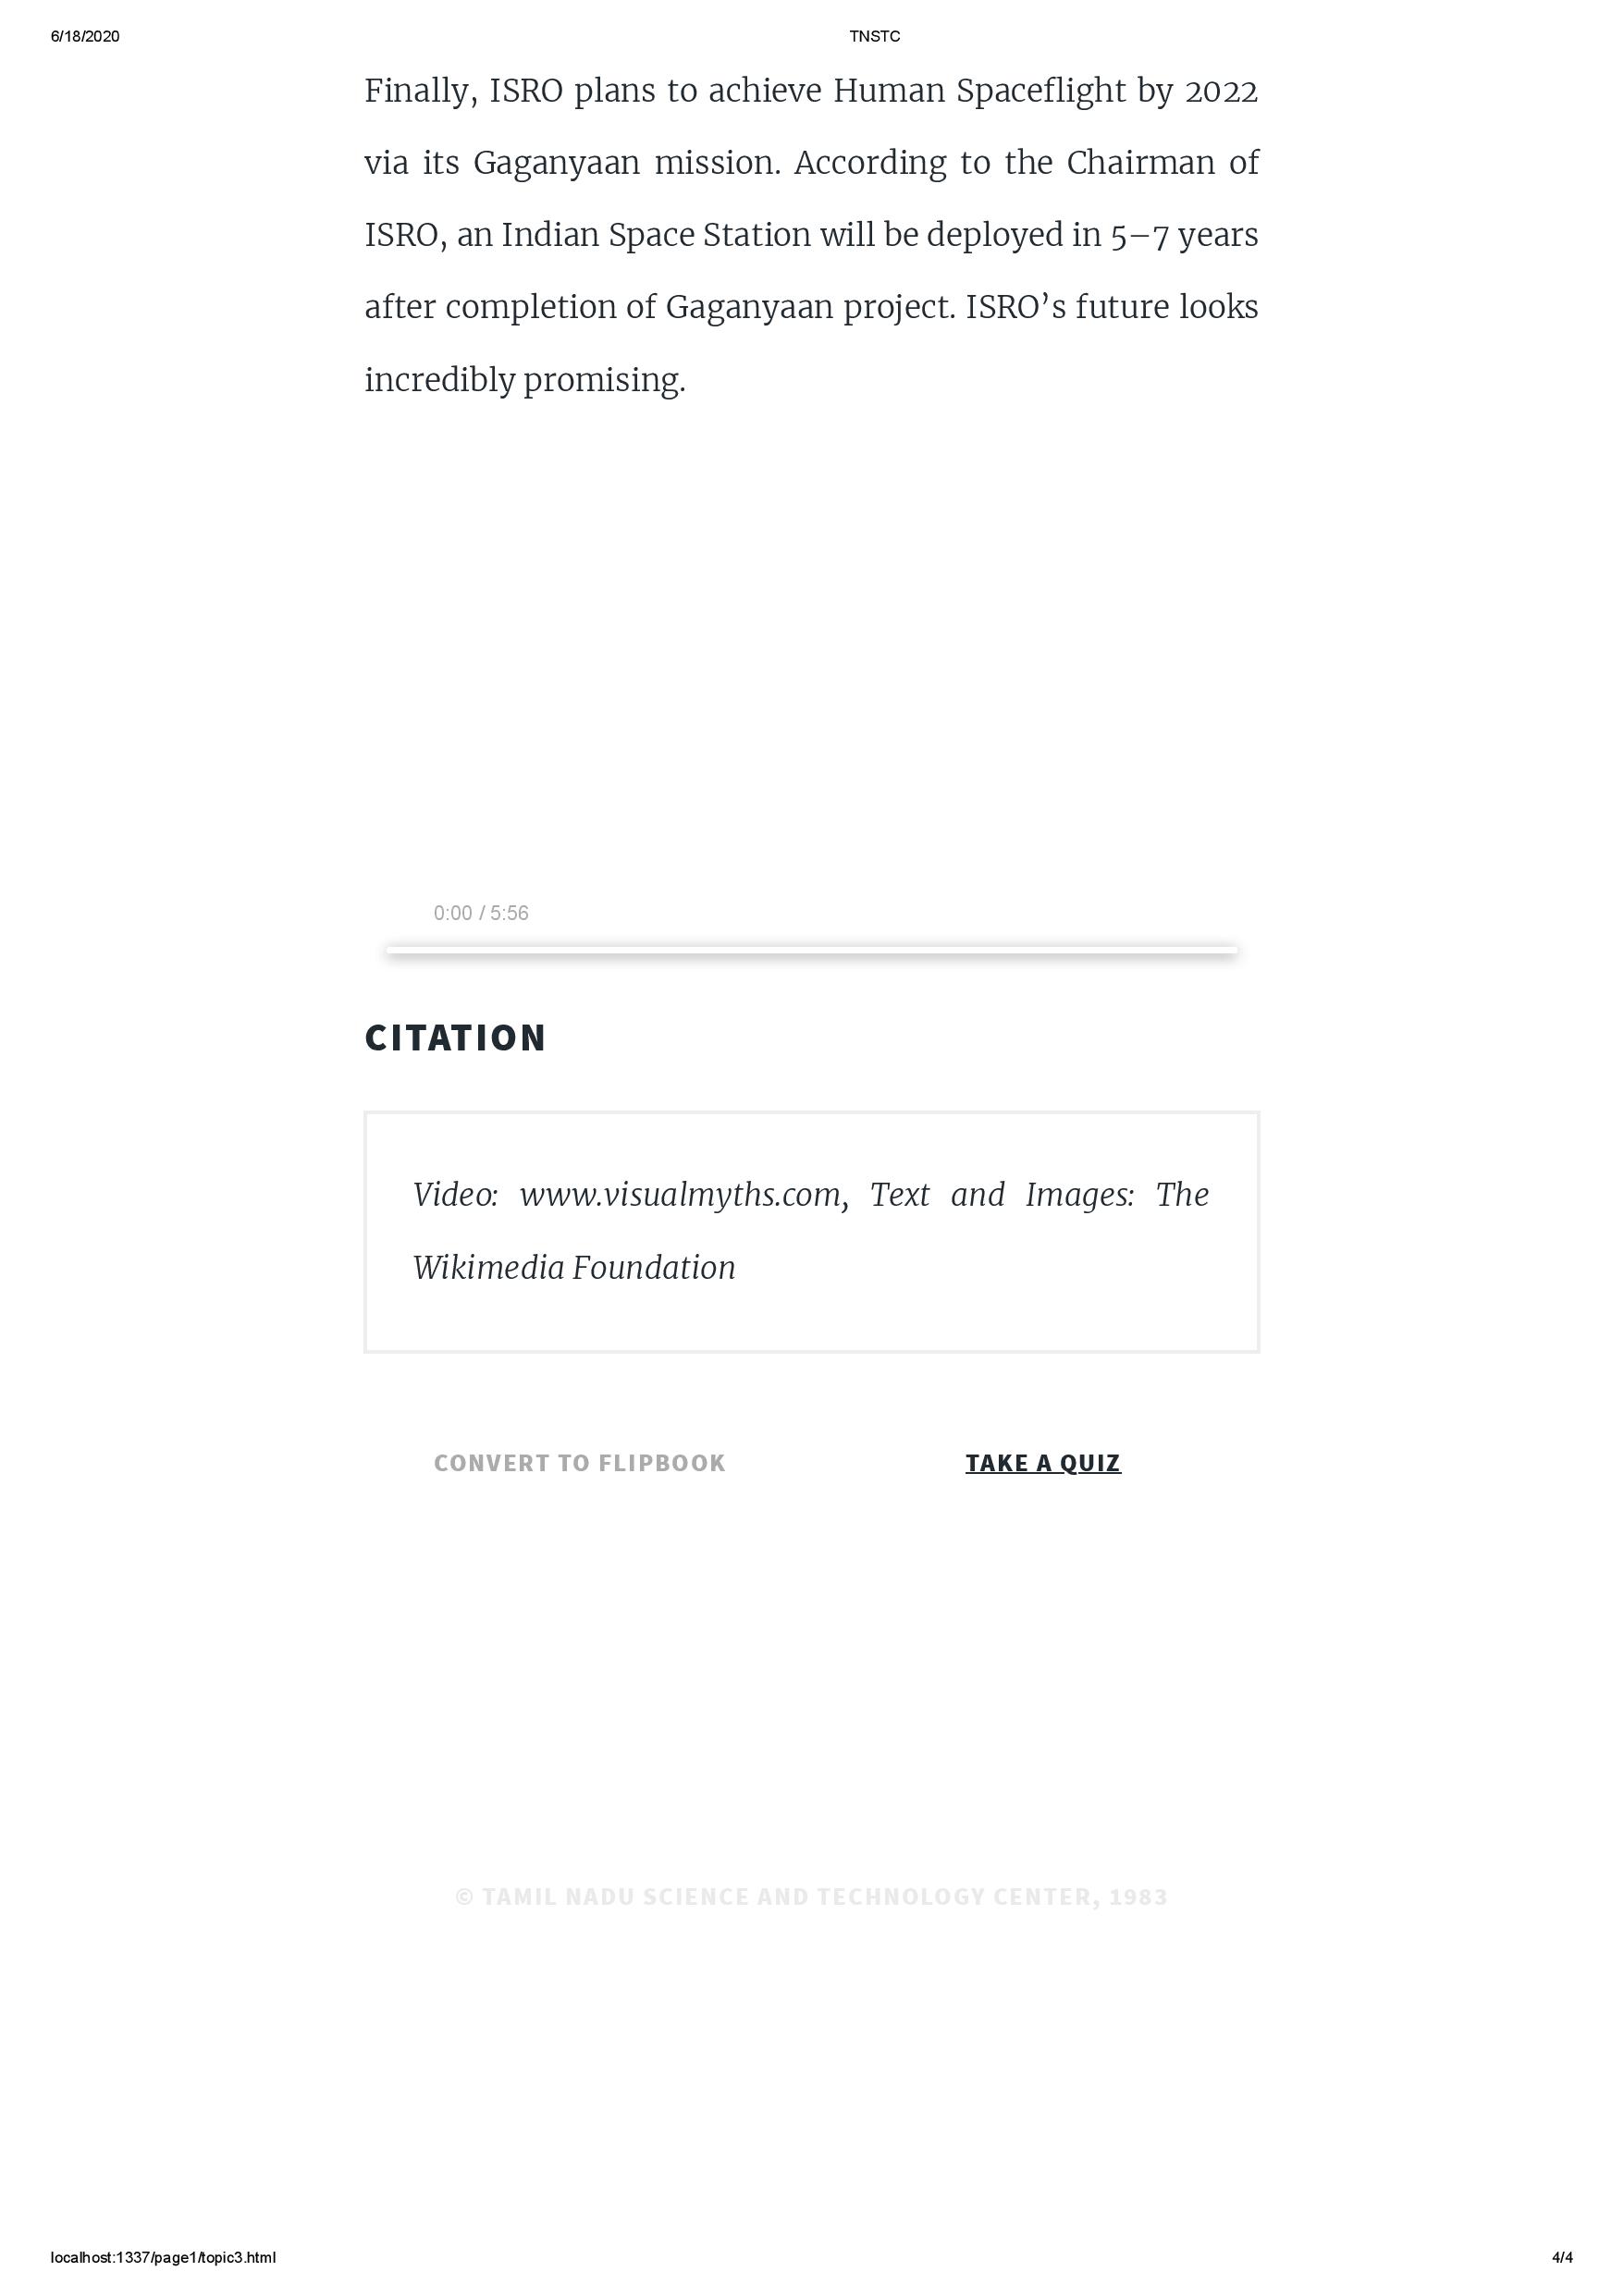 6/18/2020 TNSTC
Finally, ISRO plans to achieve Human Spaceflight by 2022
via its Gaganyaan mission. According to the Chairman of
ISRO, an Indian Space Station will be deployed in 5–7 years
after completion of Gaganyaan project. ISRO’s future looks
incredibly promising.
0:00 / 5:56
CITATION
Video: www.visualmyths.com, Text and Images: The
Wikimedia Foundation
CONVERT TO FLIPBOOK TAKE A QUIZ
© TAMIL NADU SCIENCE AND TECHNOLOGY CENTER, 1983
localhost:1337/page1/topic3.html 4/4